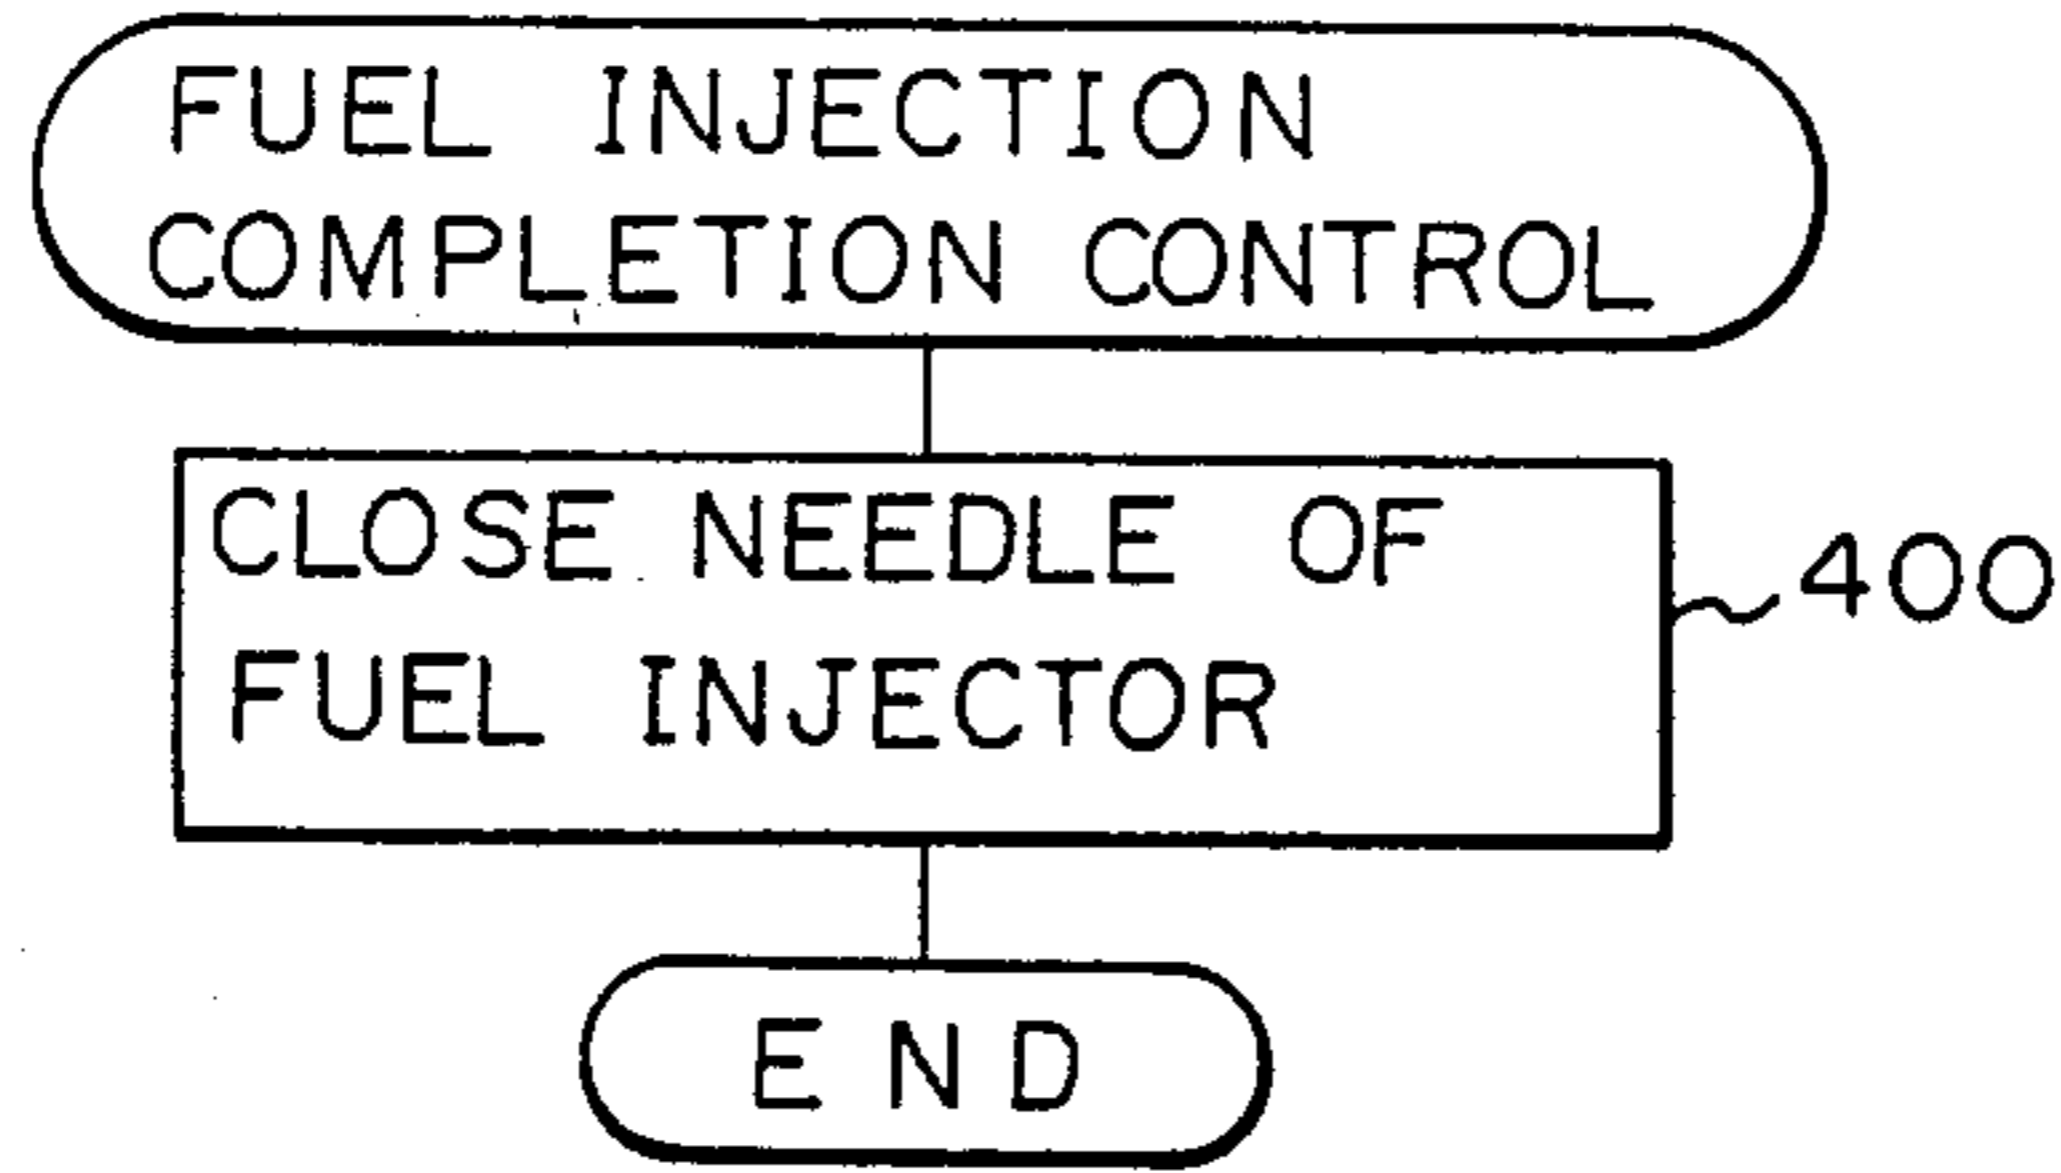 FUEL INJECTION
COMPLETION CONTROL
CLOSE NEEDLE OF
FUEL INJECTOR
400
END